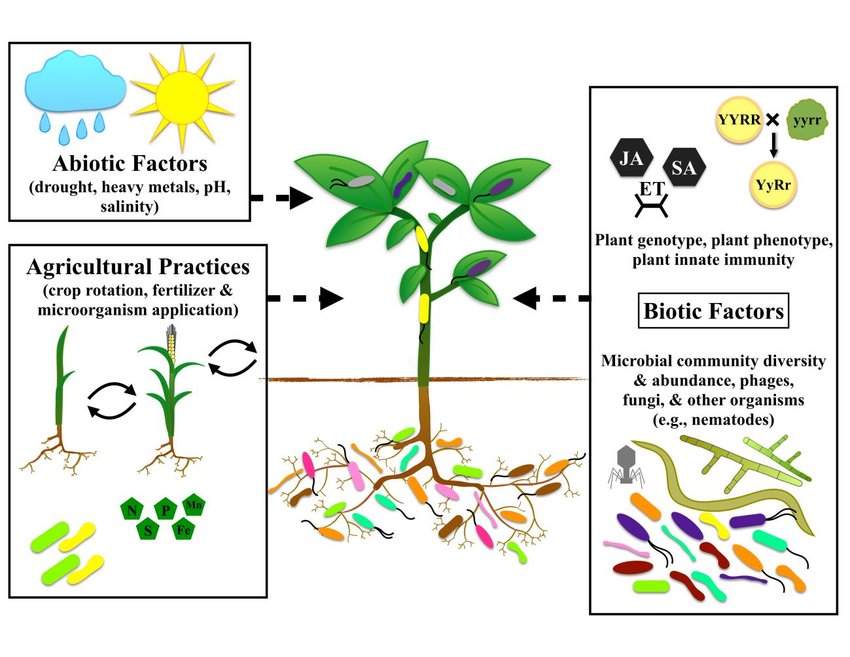 Abiotic Factors
(drought, heavy metals, pH,
salinity)
Agricultural Practices
(crop rotation, fertilizer &
microorganism application)
N
P
Mn
S
Fe
YYRR
×
yyrr
JA
SA
ET
YyRr
Plant genotype, plant phenotype,
plant innate immunity
Biotic Factors
Microbial community diversity
& abundance, phages,
fungi, & other organisms
(e.g., nematodes)